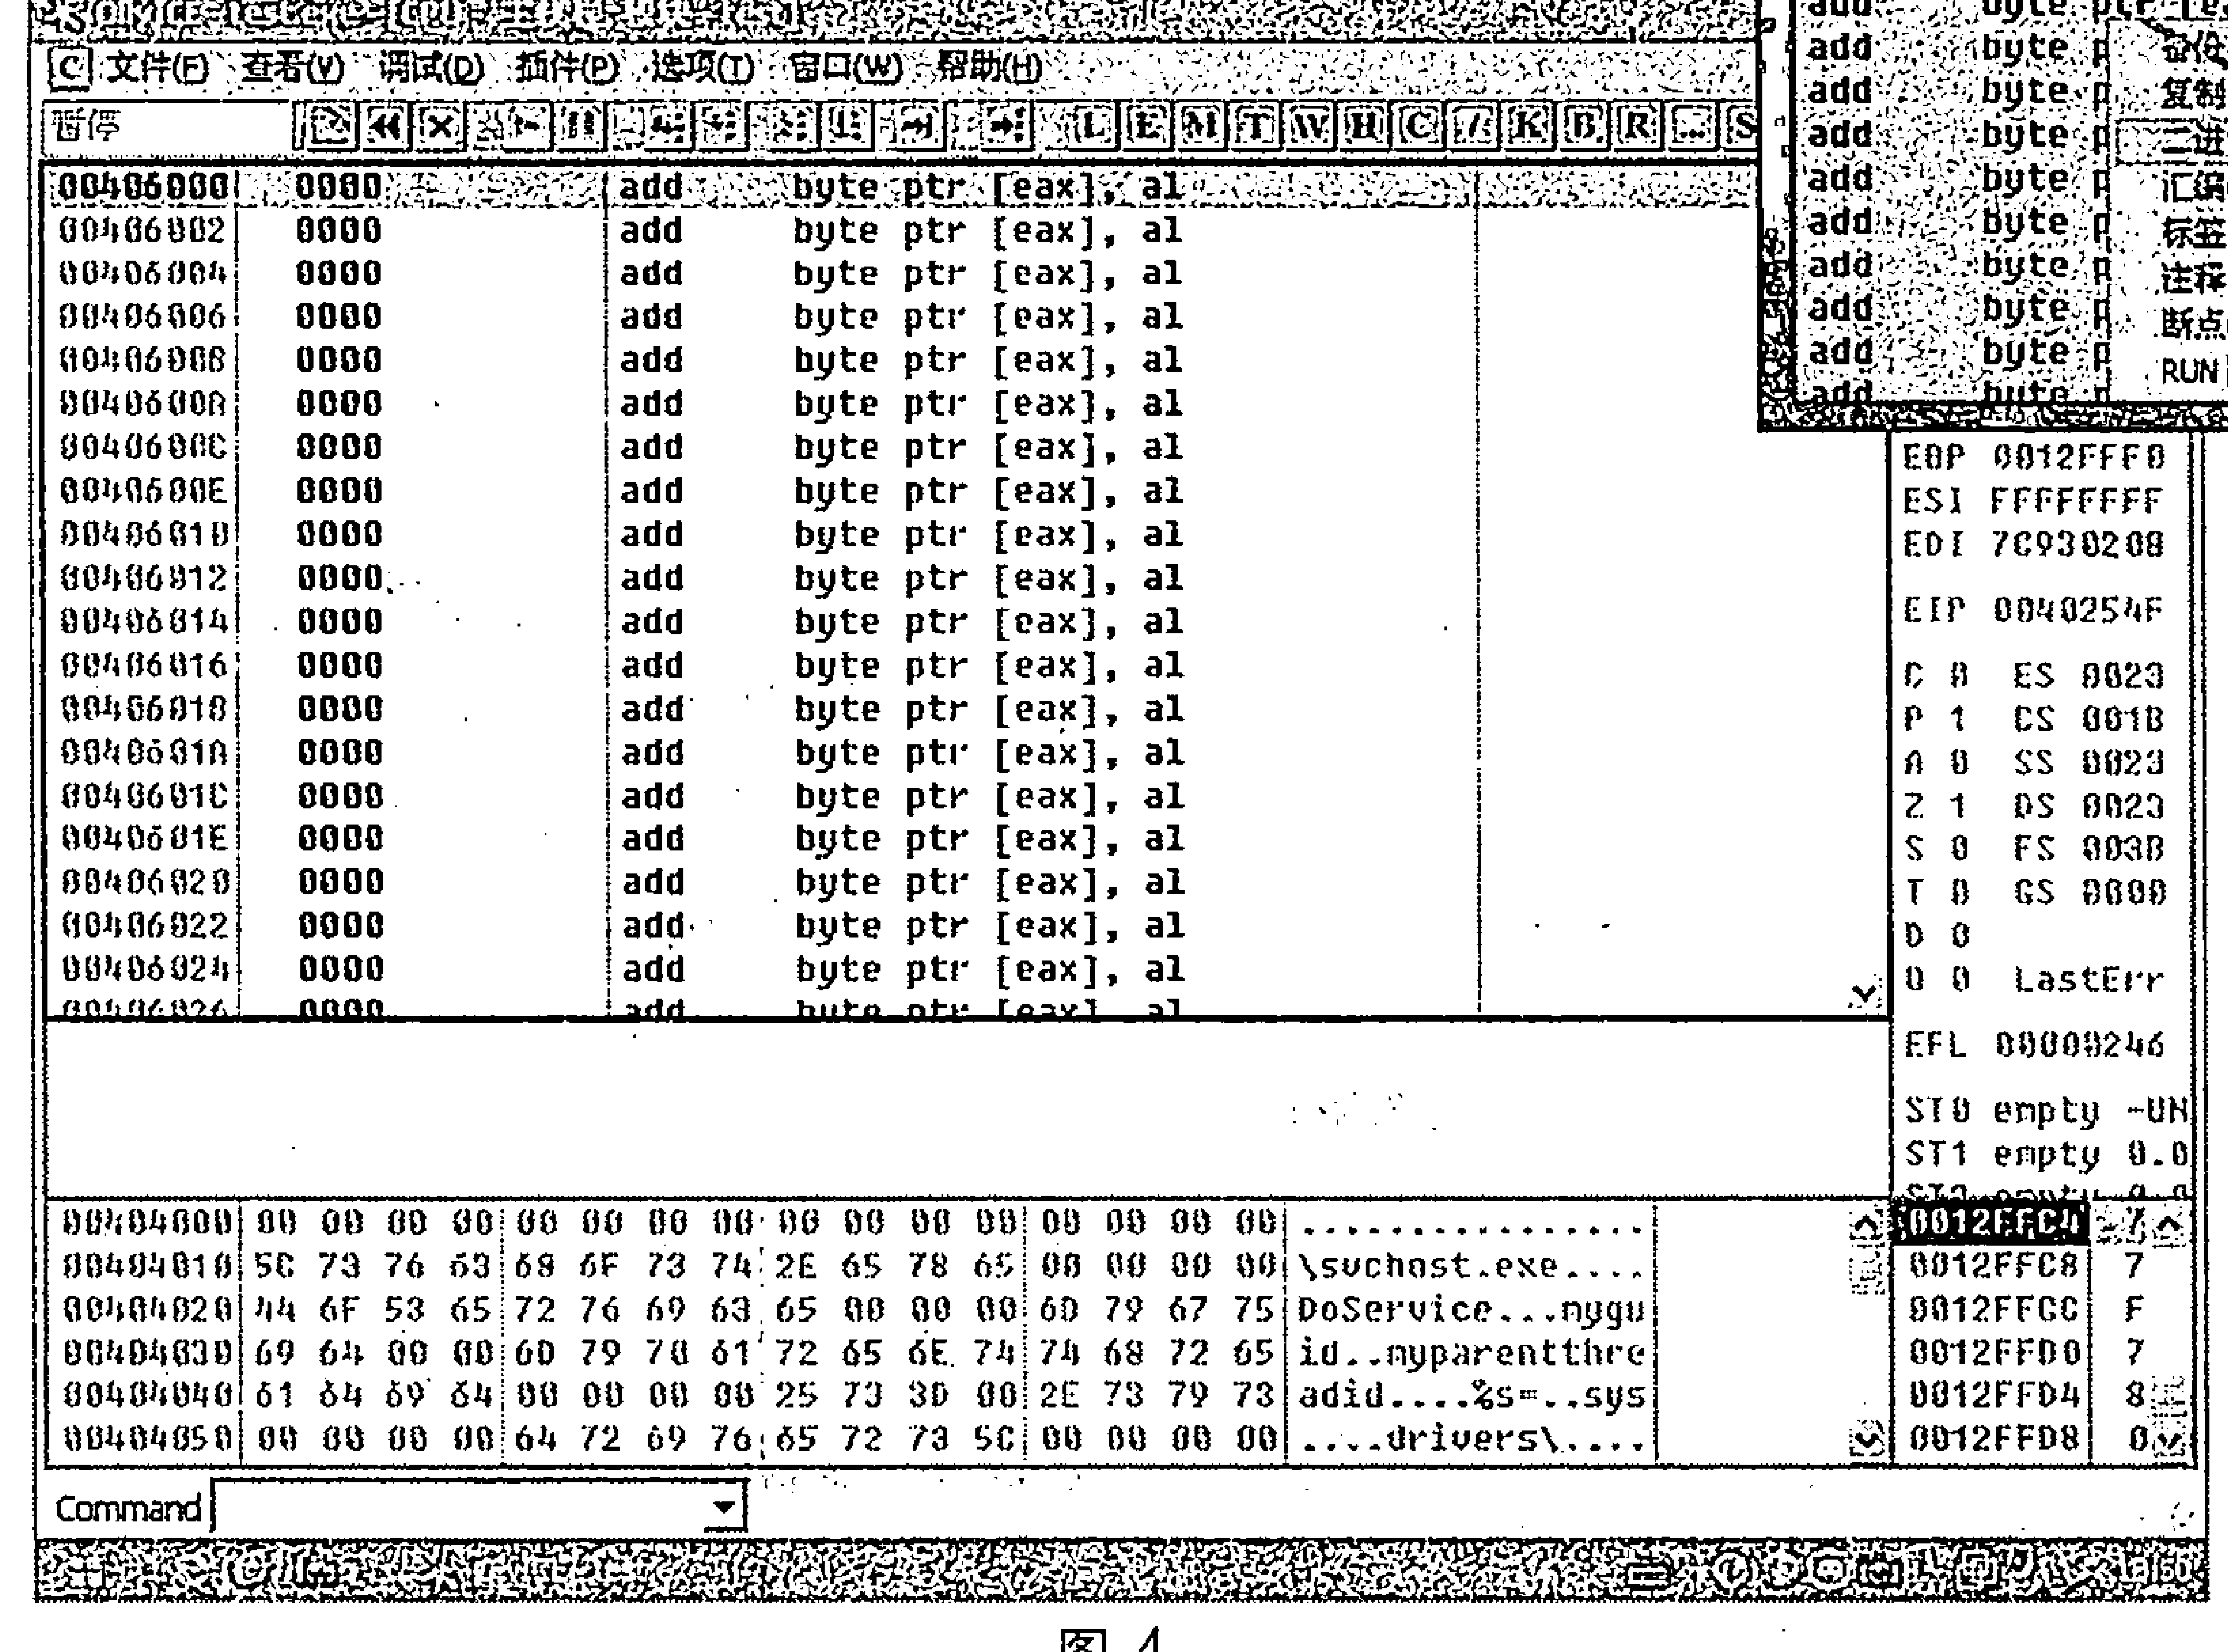 C 文件(F) 查看(V) 调试(D) 插件(P) 选项(T) 窗口(W) 帮助(H)
暂停 L E M T W H C / K B R ... S
00406000 0000 add byte ptr [eax], al
00406002 0000 add byte ptr [eax], al
00406004 0000 add byte ptr [eax], al
00406006 0000 add byte ptr [eax], al
00406008 0000 add byte ptr [eax], al
0040600A 0000 add byte ptr [eax], al
0040600C 0000 add byte ptr [eax], al
0040600E 0000 add byte ptr [eax], al
00406010 0000 add byte ptr [eax], al
00406012 0000 add byte ptr [eax], al
00406014 0000 add byte ptr [eax], al
00406016 0000 add byte ptr [eax], al
00406018 0000 add byte ptr [eax], al
0040601A 0000 add byte ptr [eax], al
0040601C 0000 add byte ptr [eax], al
0040601E 0000 add byte ptr [eax], al
00406020 0000 add byte ptr [eax], al
00406022 0000 add byte ptr [eax], al
00406024 0000 add byte ptr [eax], al
00406026 0000 add byte ptr [eax], al
add byte p
add byte p 复制
add byte p 二进
add byte p 汇编
add byte p 标签
add byte p 注释
add byte p 断点
add byte p RUN
add byte p
EBP 0012FFF0
ESI FFFFFFFF
EDI 7C930208
EIP 0040254F
C 0 ES 0023
P 1 CS 001B
A 0 SS 0023
Z 1 DS 0023
S 0 FS 003B
T 0 GS 0000
D 0
O 0 LastErr
EFL 00000246
ST0 empty -UN
ST1 empty 0.0
00404000 00 00 00 00 00 00 00 00 00 00 00 00 00 00 00 00 ................
00404010 5C 73 76 63 68 6F 73 74 2E 65 78 65 00 00 00 00 \svchost.exe....
00404020 44 6F 53 65 72 76 69 63 65 00 00 00 6D 79 67 75 DoService...mygu
00404030 69 64 00 00 6D 79 70 61 72 65 6E 74 74 68 72 65 id..myparentthre
00404040 61 64 69 64 00 00 00 00 25 73 3D 00 2E 73 79 73 adid....%s=..sys
00404050 00 00 00 00 64 72 69 76 65 72 73 5C 00 00 00 00 ....drivers\....
0012FFC4 7
0012FFC8 7
0012FFCC F
0012FFD0 7
0012FFD4 8
0012FFD8 0
Command
图 4